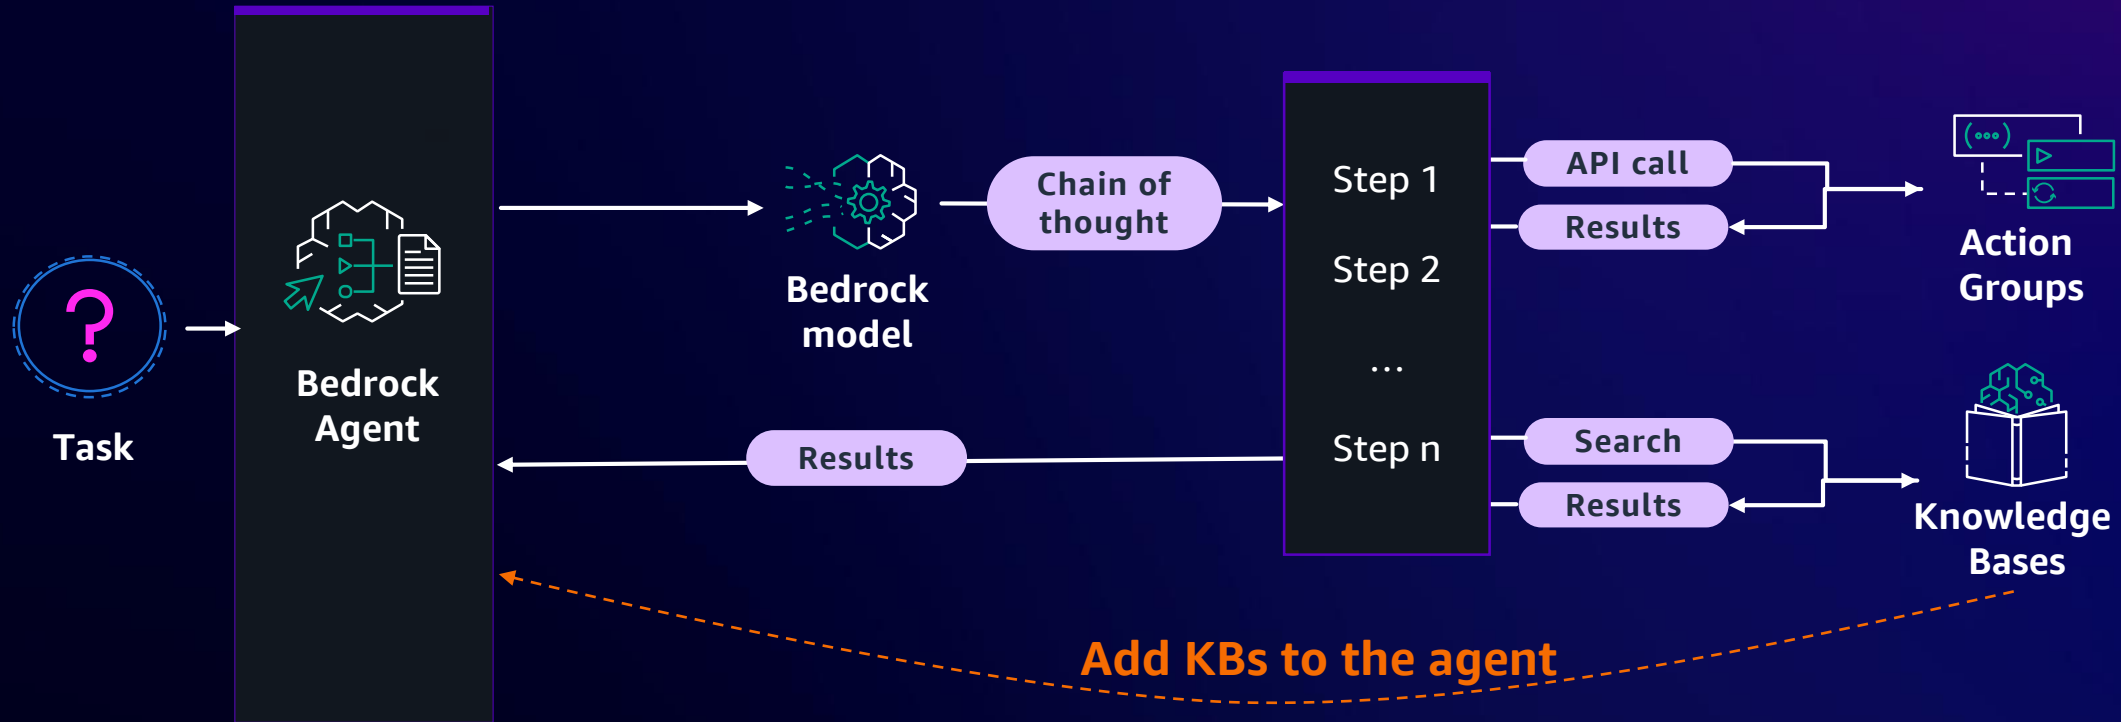 ?
Task
Bedrock
Agent
Bedrock
model
Chain of
thought
Results
Step 1
Step 2
...
Step n
API call
Results
Search
Results
(ooo)
Action
Groups
Knowledge
Bases
Add KBs to the agent